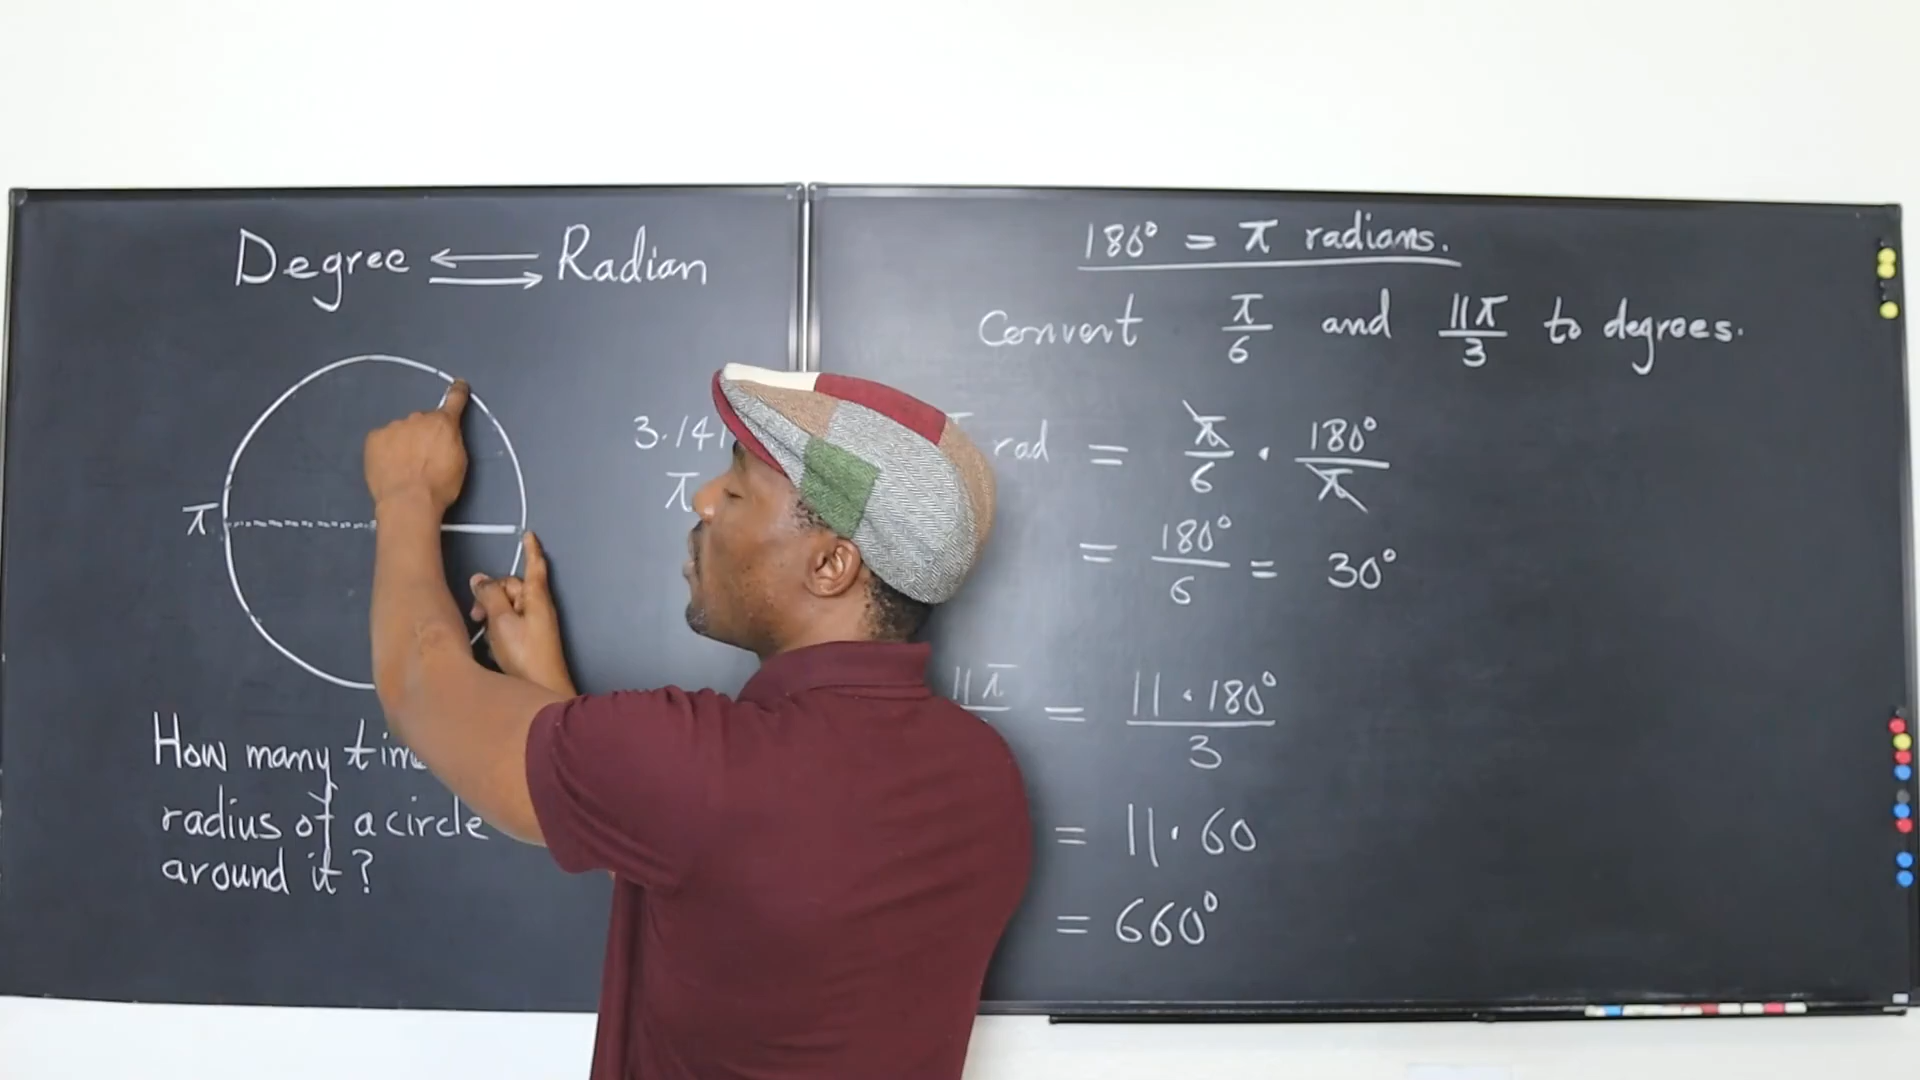 Degree ⇄ Radian
π
3.141
π
How many
radius of a circle
around it?
180° = π radians.
Convert π/6 and 11π/3 to degrees.
rad = π/6 · 180°/π
= 180°/6 = 30°
11π = 11 · 180°/3
= 11 · 60
= 660°